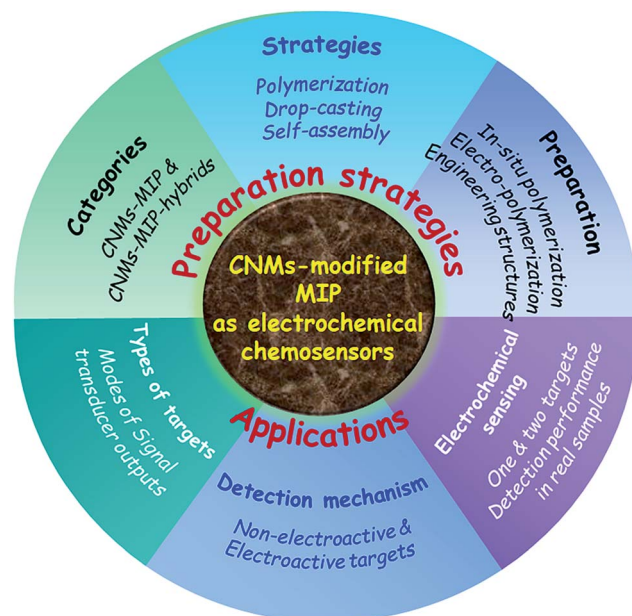 Strategies
Polymerization
Drop-casting
Self-assembly
Preparation
In-situ polymerization
Electro-polymerization
Engineering structures
Categories
CNMs-MIP &
CNMs-MIP-hybrids
Preparation strategies
CNMs-modified
MIP
as electrochemical
chemosensors
Applications
Types of targets
Modes of Signal
transducer outputs
Detection mechanism
Non-electroactive &
Electroactive targets
Electrochemical
sensing
One & two targets
Detection performance
in real samples